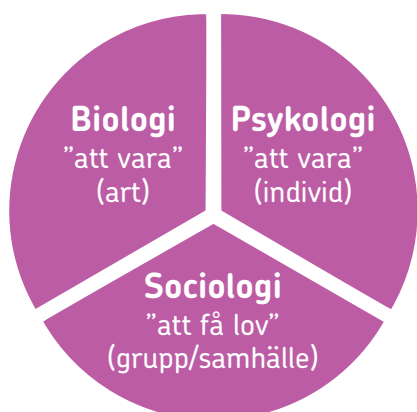 Biologi
”att vara”
(art)
Psykologi
”att vara”
(individ)
Sociologi
”att få lov”
(grupp/samhälle)